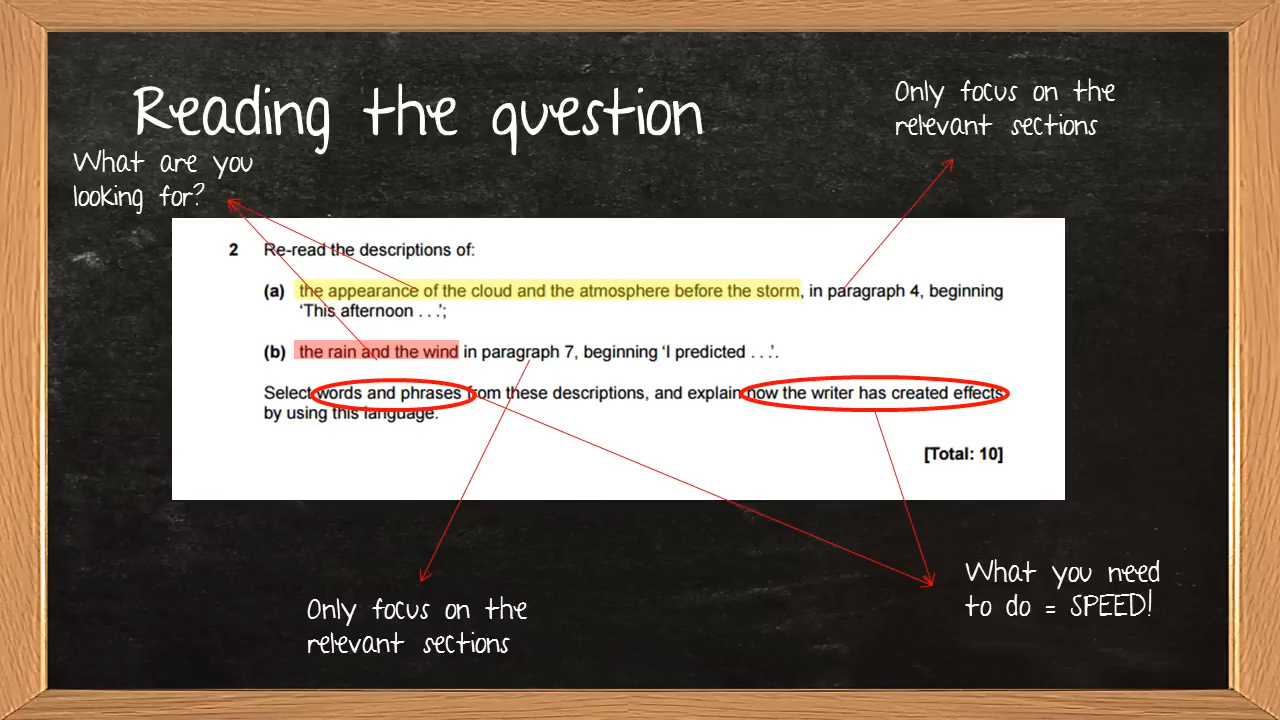 Reading the question
Only focus on the
relevant sections
What are you
looking for?
2 Re-read the descriptions of:
(a) the appearance of the cloud and the atmosphere before the storm, in paragraph 4, beginning
‘This afternoon . . .’;
(b) the rain and the wind in paragraph 7, beginning ‘I predicted . . .’.
Select words and phrases from these descriptions, and explain how the writer has created effects
by using this language.
[Total: 10]
Only focus on the
relevant sections
What you need
to do = SPEED!